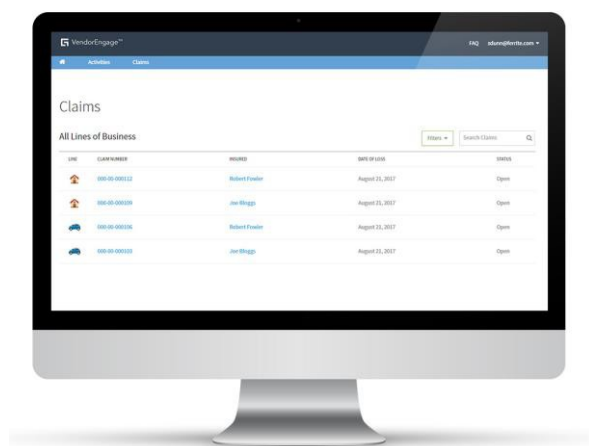 VendorEngage™ FAQ sdunn@ferrite.com
Activities Claims
Claims
All Lines of Business Filters Search Claims
LINE CLAIM NUMBER INSURED DATE OF LOSS STATUS
000-00-000112 Robert Fowler August 21, 2017 Open
000-00-000109 Joe Bloggs August 21, 2017 Open
000-00-000106 Robert Fowler August 21, 2017 Open
000-00-000103 Joe Bloggs August 21, 2017 Open